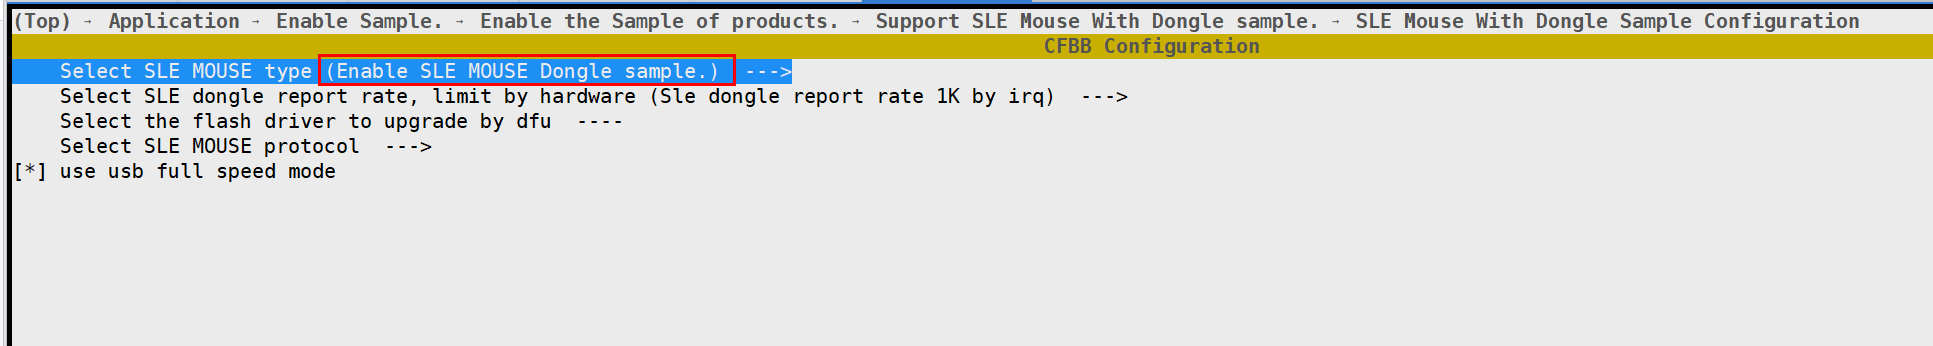 (Top) → Application → Enable Sample. → Enable the Sample of products. → Support SLE Mouse With Dongle sample. → SLE Mouse With Dongle Sample Configuration
CFBB Configuration
Select SLE MOUSE type (Enable SLE MOUSE Dongle sample.) --->
Select SLE dongle report rate, limit by hardware (Sle dongle report rate 1K by irq) --->
Select the flash driver to upgrade by dfu ----
Select SLE MOUSE protocol --->
[*] use usb full speed mode